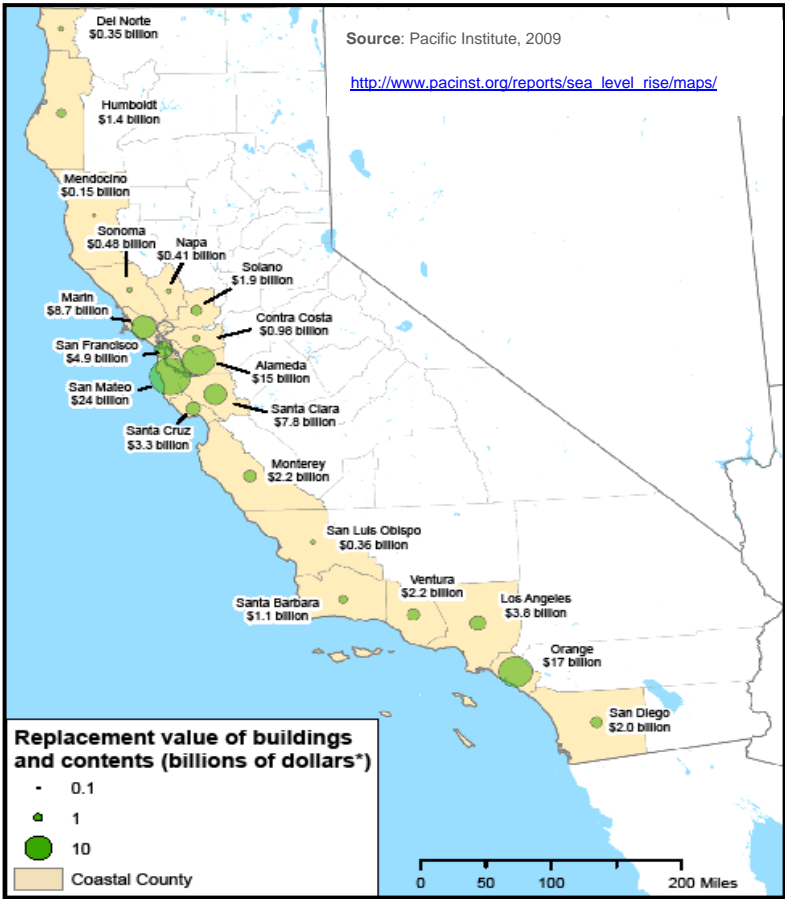 Del Norte
$0.35 billion
Source: Pacific Institute, 2009
http://www.pacinst.org/reports/sea_level_rise/maps/
Humboldt
$1.4 billion
Mendocino
$0.15 billion
Sonoma
$0.48 billion
Napa
$0.41 billion
Solano
$1.9 billion
Marin
$8.7 billion
Contra Costa
$0.98 billion
San Francisco
$4.9 billion
Alameda
$15 billion
San Mateo
$24 billion
Santa Clara
$7.8 billion
Santa Cruz
$3.3 billion
Monterey
$2.2 billion
San Luis Obispo
$0.36 billion
Ventura
$2.2 billion
Santa Barbara
$1.1 billion
Los Angeles
$3.8 billion
Orange
$17 billion
San Diego
$2.0 billion
Replacement value of buildings
and contents (billions of dollars*)
0.1
1
10
Coastal County
0 50 100 200 Miles